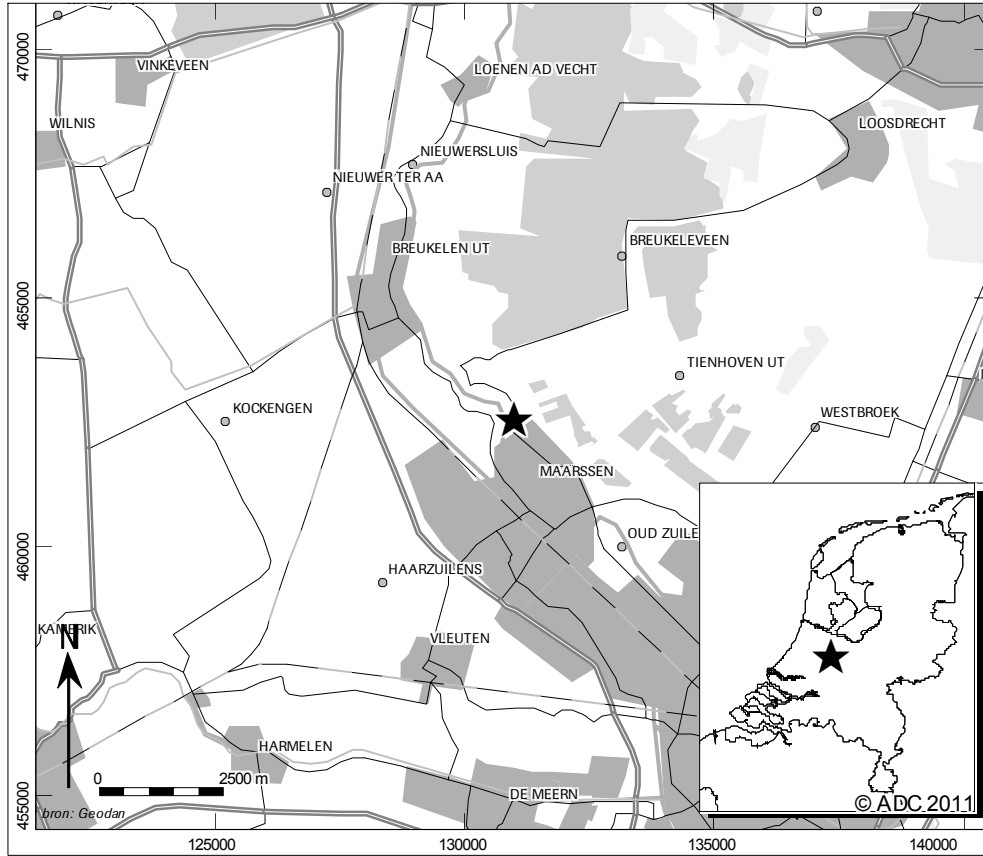 470000
VINKEVEEN
LOENEN AD VECHT
WILNIS
LOOSDRECHT
NIEUWERSLUIS
NIEUWER TER AA
BREUKELEN UT
BREUKELEVEEN
465000
TIENHOVEN UT
KOCKENGEN
WESTBROEK
MAARSSEN
460000
OUD ZUILE
HAARZUILENS
KAMERIK
N
VLEUTEN
HARMELEN
0 2500 m
DE MEERN
© ADC 2011
bron: Geodan
455000
125000 130000 135000 140000